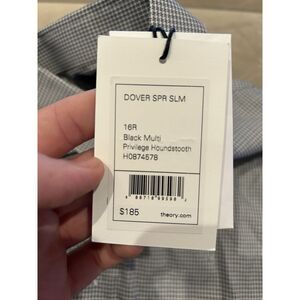 DOVER SPR SLM
16R
Black Multi
Privilege Houndstooth
H0874578
$185
theory.com